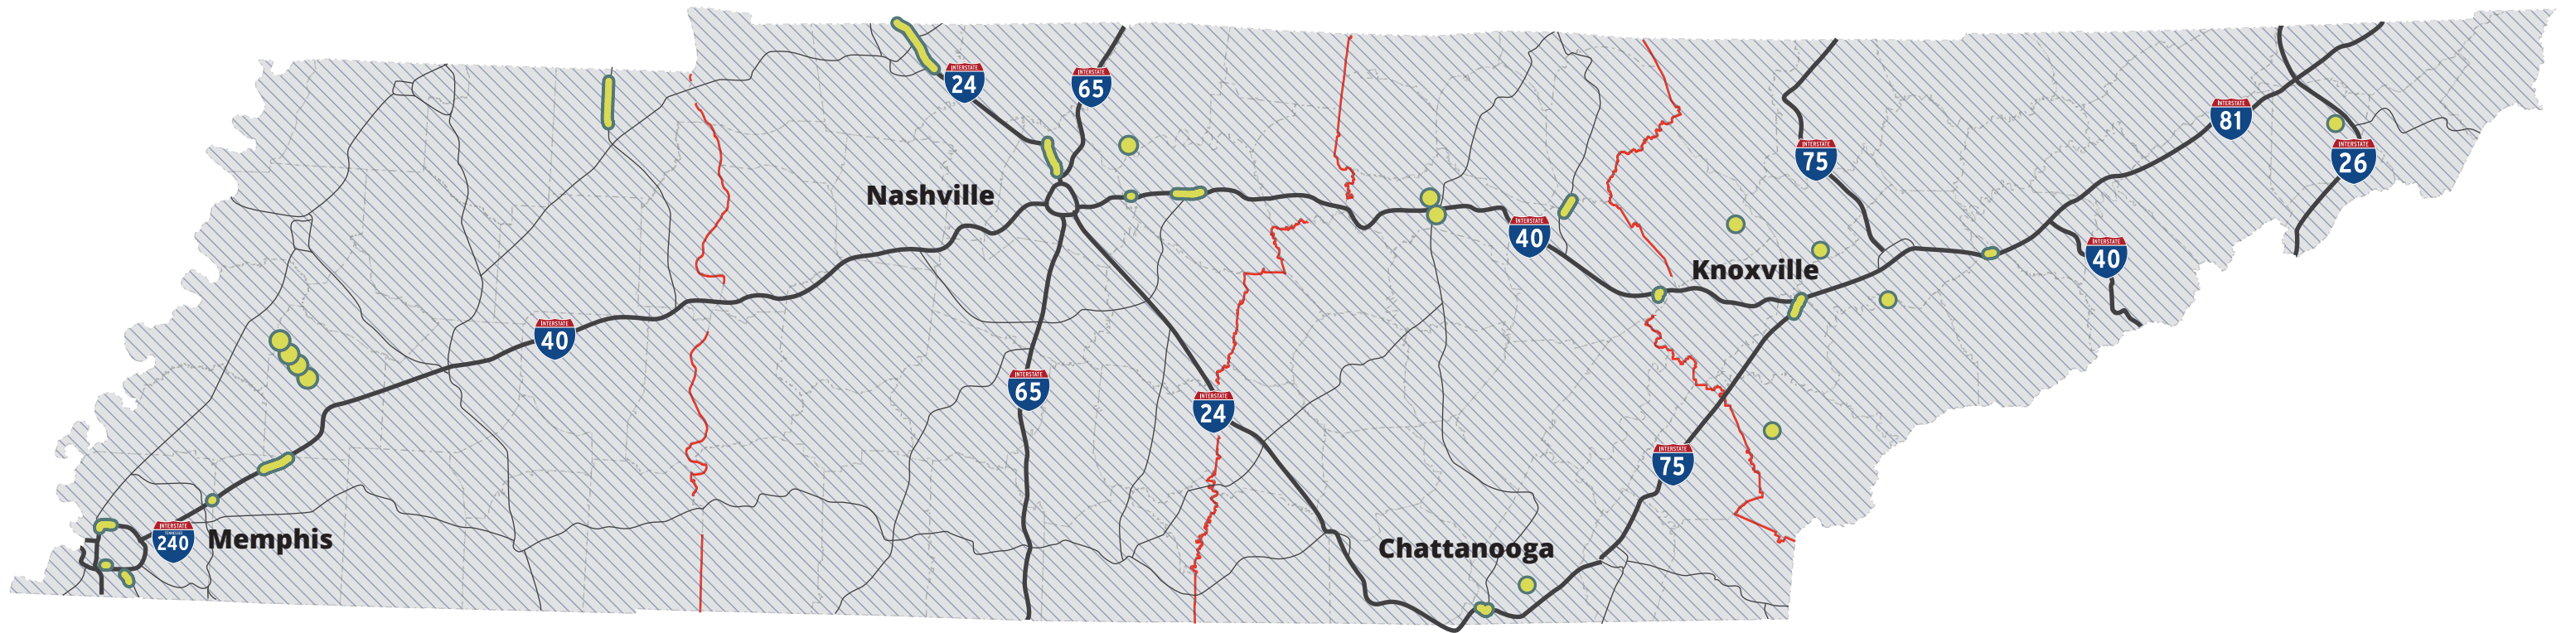 INTERSTATE
24
INTERSTATE
65
INTERSTATE
81
INTERSTATE
75
INTERSTATE
26
Nashville
INTERSTATE
40
INTERSTATE
40
Knoxville
INTERSTATE
40
INTERSTATE
65
INTERSTATE
24
INTERSTATE
75
INTERSTATE
TENNESSEE
240
Memphis
Chattanooga